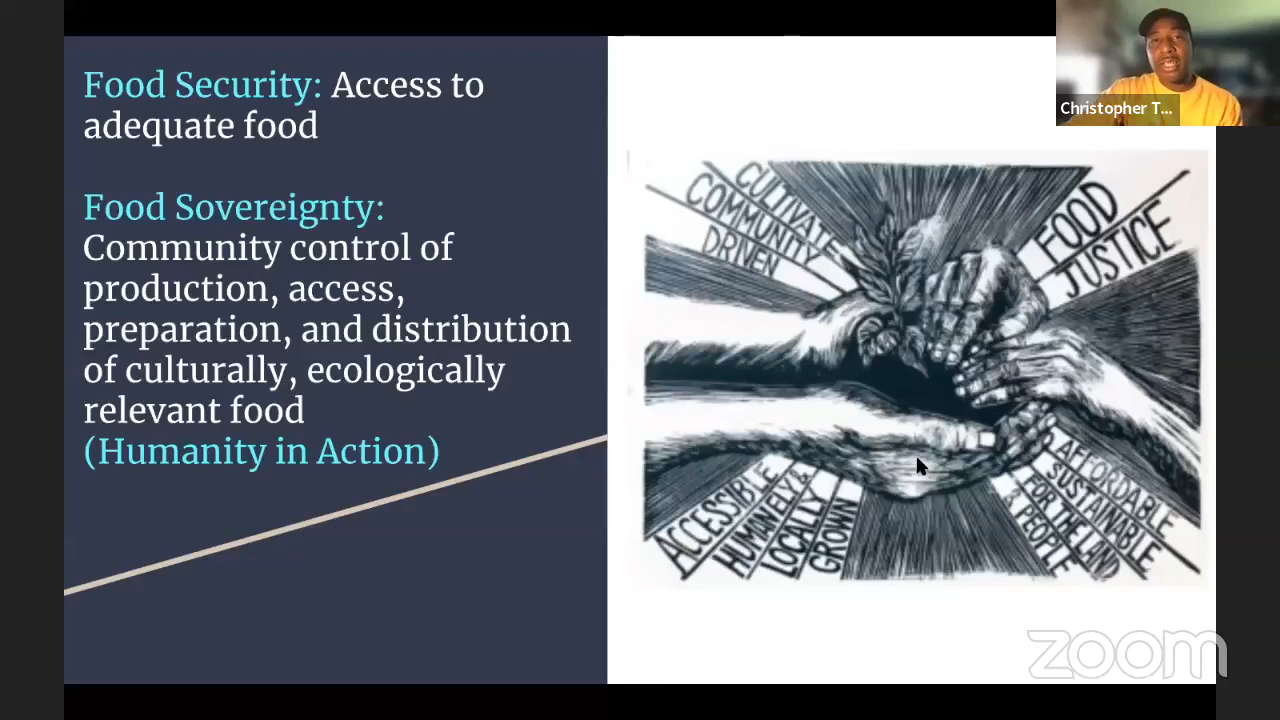 Food Security: Access to
adequate food
Food Sovereignty:
Community control of
production, access,
preparation, and distribution
of culturally, ecologically
relevant food
(Humanity in Action)
Christopher T...
CULTIVATE
COMMUNITY
DRIVEN
FOOD
JUSTICE
ACCESSIBLE
HUMANELY &
LOCALLY
GROWN
AFFORDABLE
SUSTAINABLE
FOR THE LAND
& PEOPLE
zoom